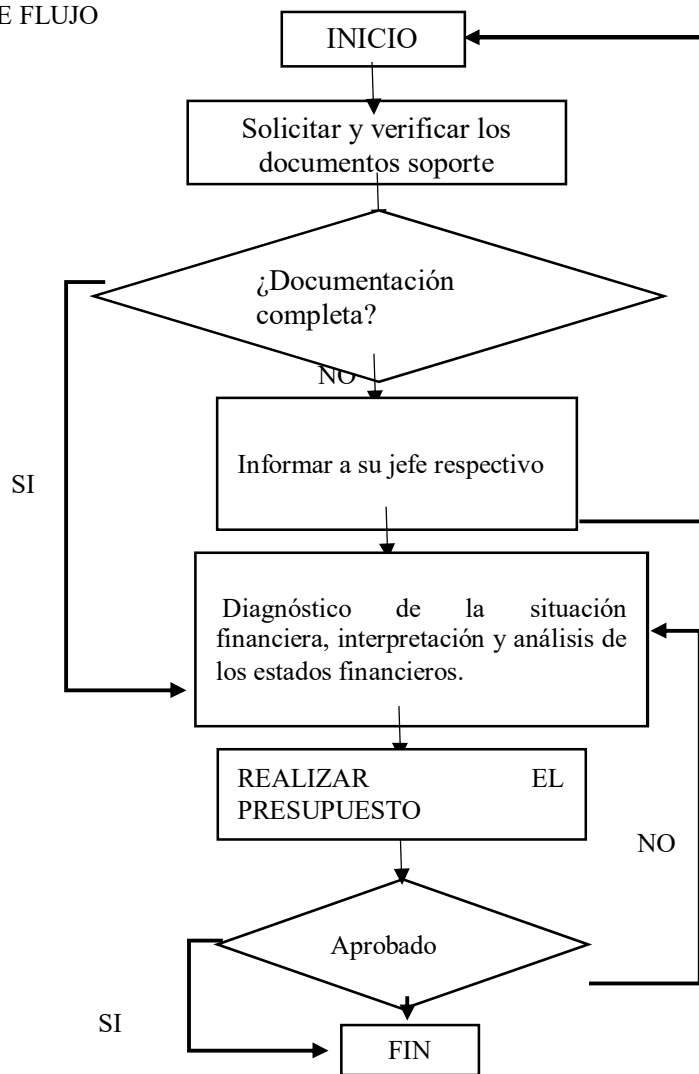 E FLUJO
INICIO
Solicitar y verificar los
documentos soporte
¿Documentación
completa?
NO
Informar a su jefe respectivo
SI
Diagnóstico de la situación
financiera, interpretación y análisis de
los estados financieros.
REALIZAR EL
PRESUPUESTO
NO
Aprobado
SI
FIN